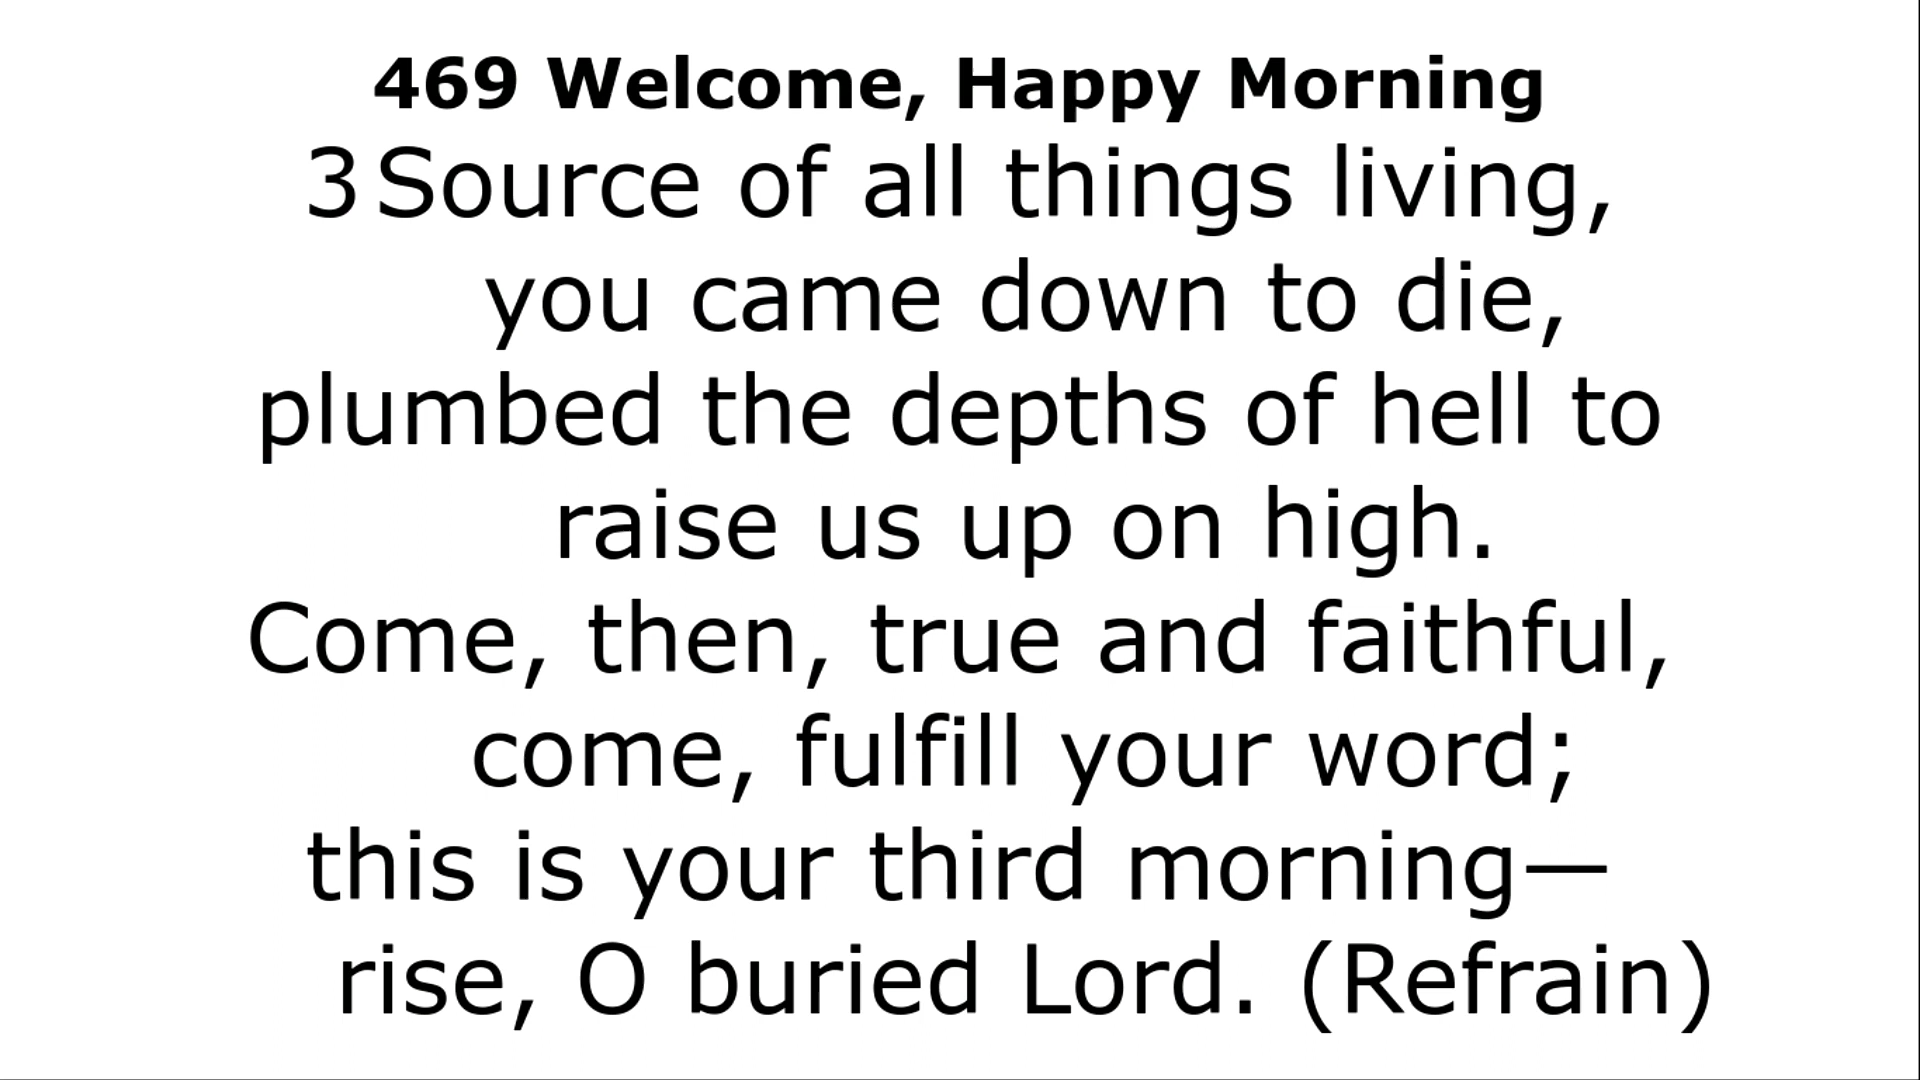 469 Welcome, Happy Morning
3 Source of all things living,
you came down to die,
plumbed the depths of hell to
raise us up on high.
Come, then, true and faithful,
come, fulfill your word;
this is your third morning—
rise, O buried Lord. (Refrain)